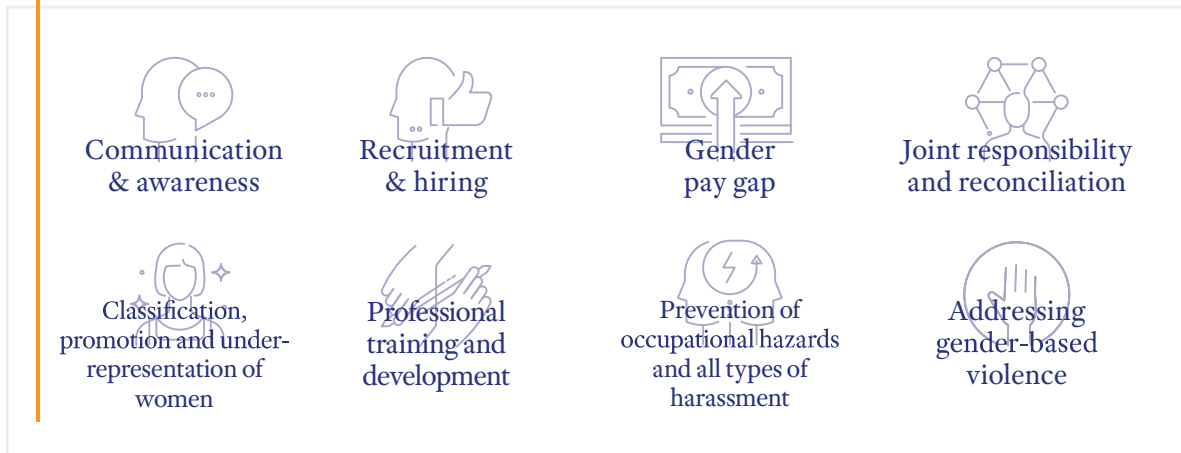 Communication
& awareness
Recruitment
& hiring
Gender
pay gap
Joint responsibility
and reconciliation
Classification,
promotion and under-
representation of
women
Professional
training and
development
Prevention of
occupational hazards
and all types of
harassment
Addressing
gender-based
violence